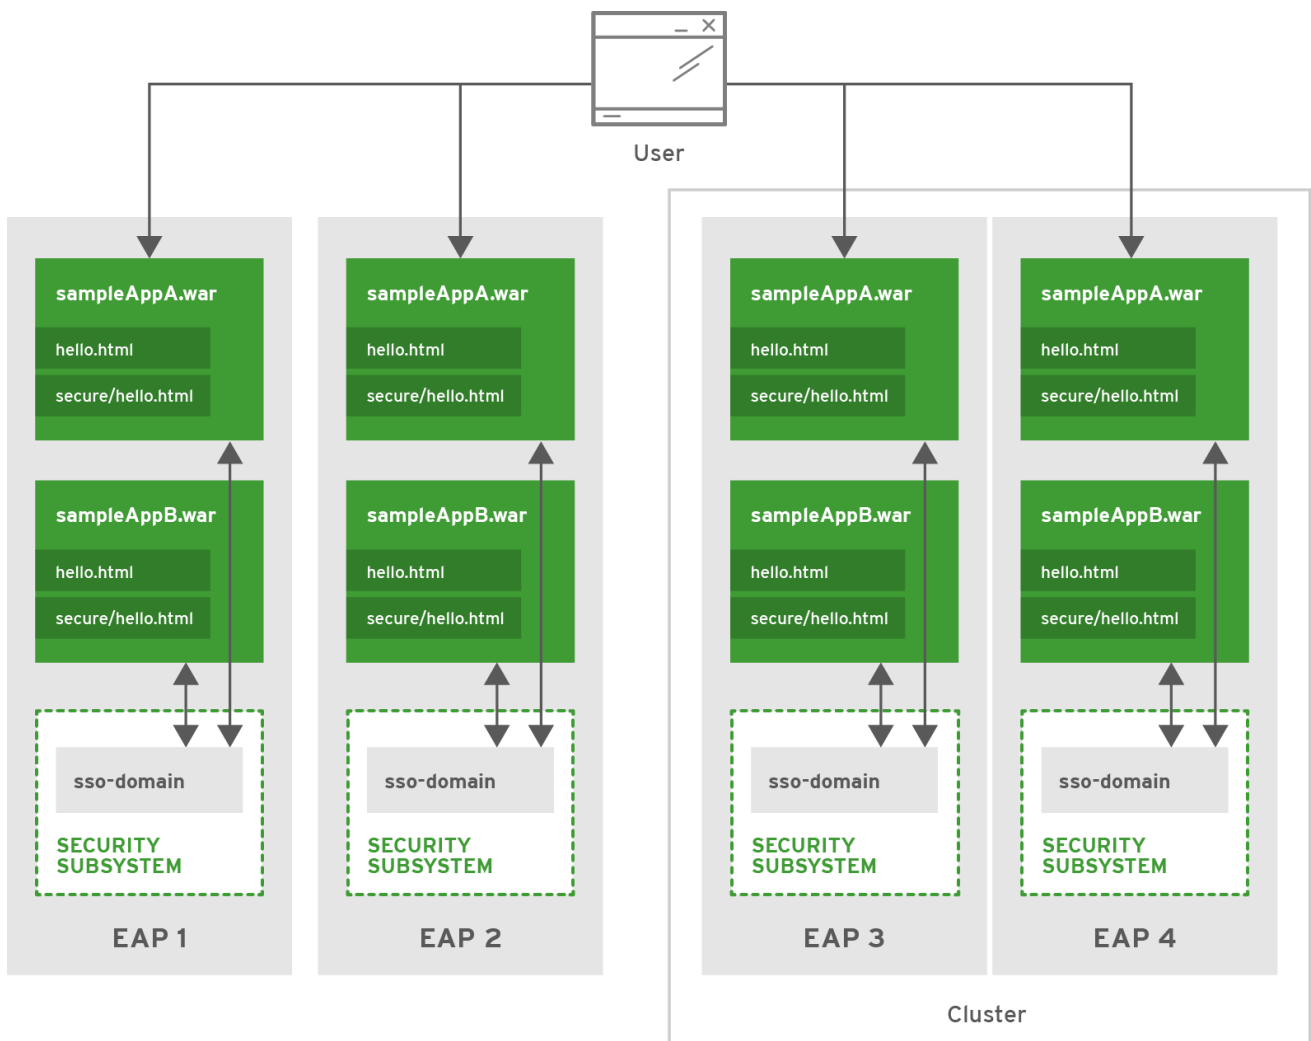 User
sampleAppA.war
hello.html
secure/hello.html
sampleAppB.war
hello.html
secure/hello.html
sso-domain
SECURITY
SUBSYSTEM
EAP 1
sampleAppA.war
hello.html
secure/hello.html
sampleAppB.war
hello.html
secure/hello.html
sso-domain
SECURITY
SUBSYSTEM
EAP 2
sampleAppA.war
hello.html
secure/hello.html
sampleAppB.war
hello.html
secure/hello.html
sso-domain
SECURITY
SUBSYSTEM
EAP 3
sampleAppA.war
hello.html
secure/hello.html
sampleAppB.war
hello.html
secure/hello.html
sso-domain
SECURITY
SUBSYSTEM
EAP 4
Cluster